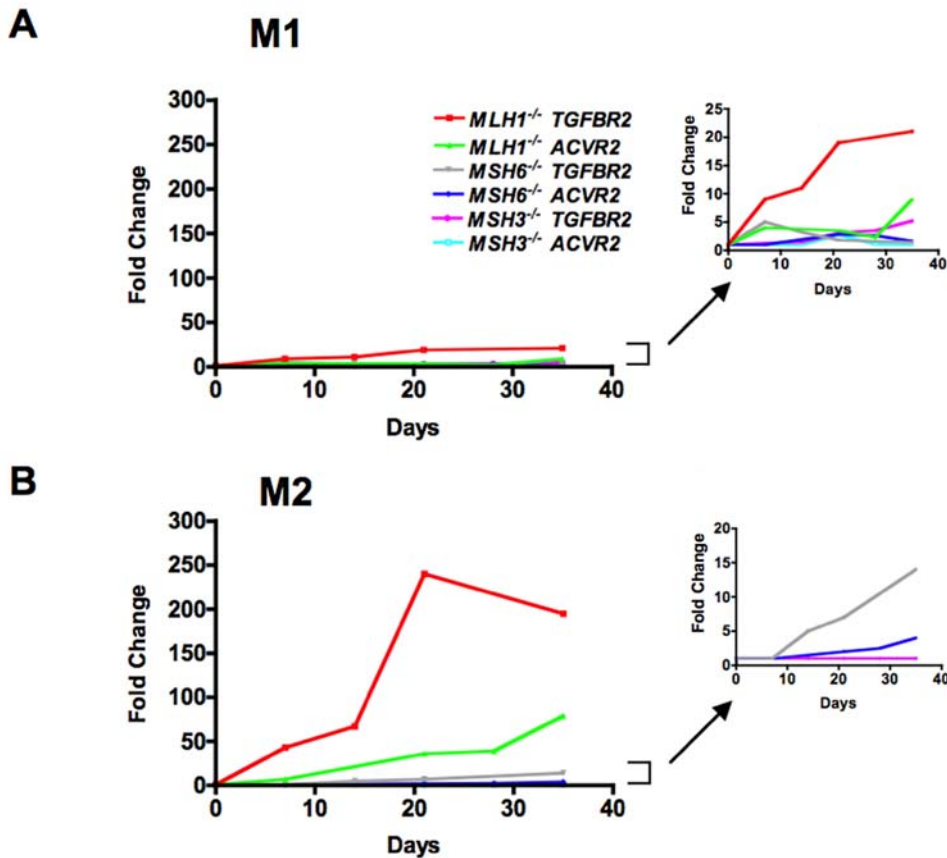 A
M1
300
250
200
150
100
50
0
Fold Change
0 10 20 30 40
Days
MLH1-/- TGFBR2
MLH1-/- ACVR2
MSH6-/- TGFBR2
MSH6-/- ACVR2
MSH3-/- TGFBR2
MSH3-/- ACVR2
25
20
15
10
5
0
Fold Change
0 10 20 30 40
Days
B
M2
300
250
200
150
100
50
0
Fold Change
0 10 20 30 40
Days
20
15
10
5
0
Fold Change
0 10 20 30 40
Days